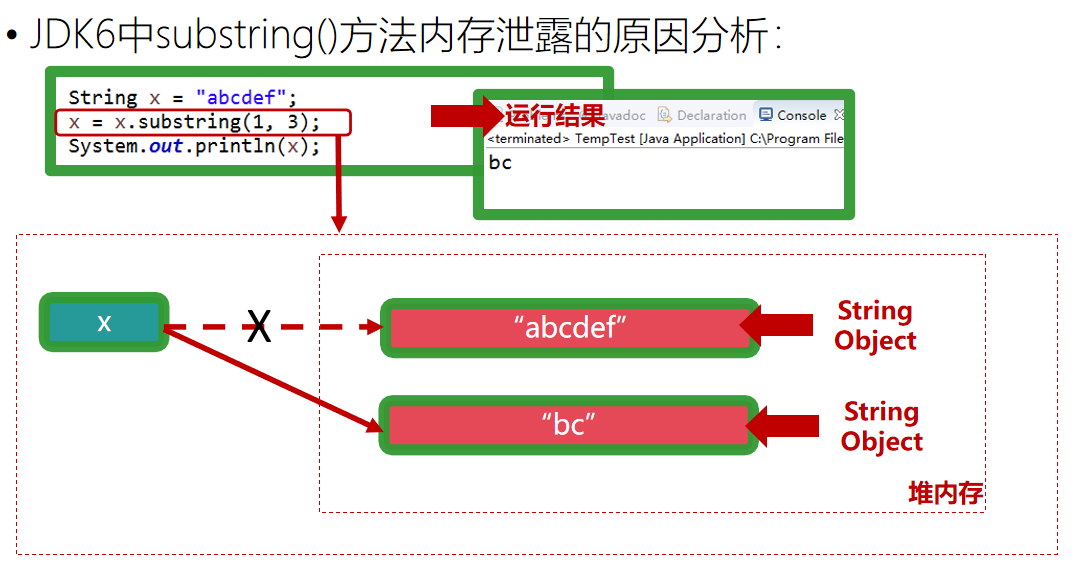 • JDK6中substring()方法内存泄露的原因分析：
String x = "abcdef";
x = x.substring(1, 3);
System.out.println(x);
运行结果
Declaration
Console
<terminated> TempTest [Java Application] C:\Program File
bc
x
X
“abcdef”
String
Object
“bc”
String
Object
堆内存